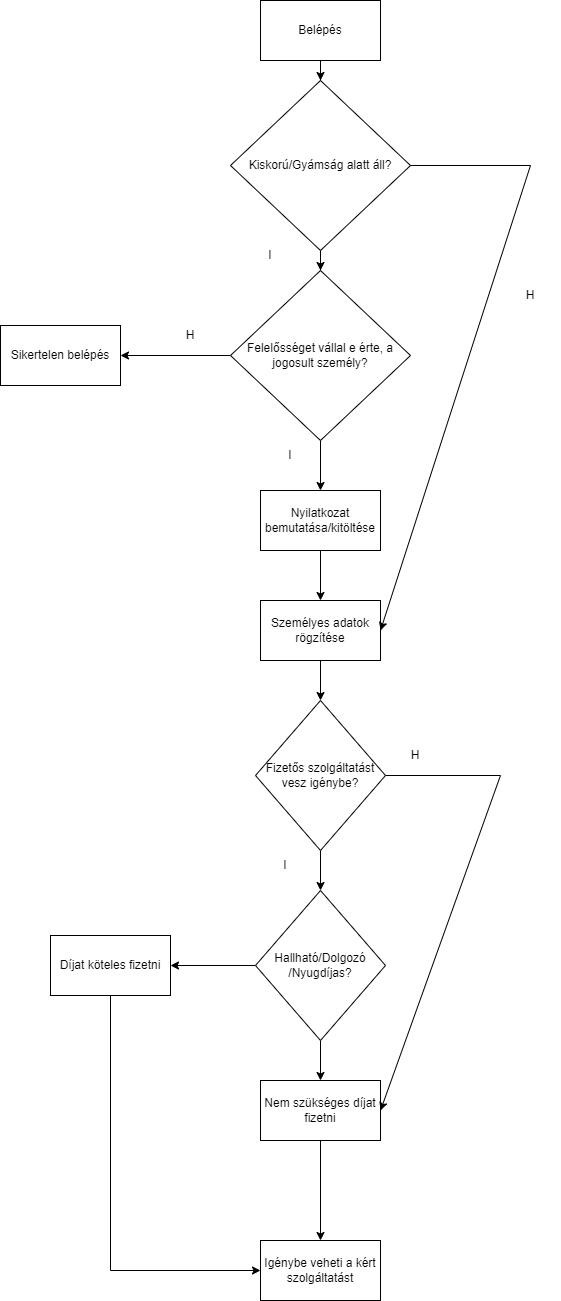 Belépés
Kiskorú/Gyámság alatt áll?
I
H
Felelősséget vállal e érte, a
jogosult személy?
H
Sikertelen belépés
I
Nyilatkozat
bemutatása/kitöltése
Személyes adatok
rögzítése
Fizetős szolgáltatást
vesz igénybe?
H
I
Hallható/Dolgozó
/Nyugdíjas?
Díjat köteles fizetni
Nem szükséges díjat
fizetni
Igénybe veheti a kért
szolgáltatást